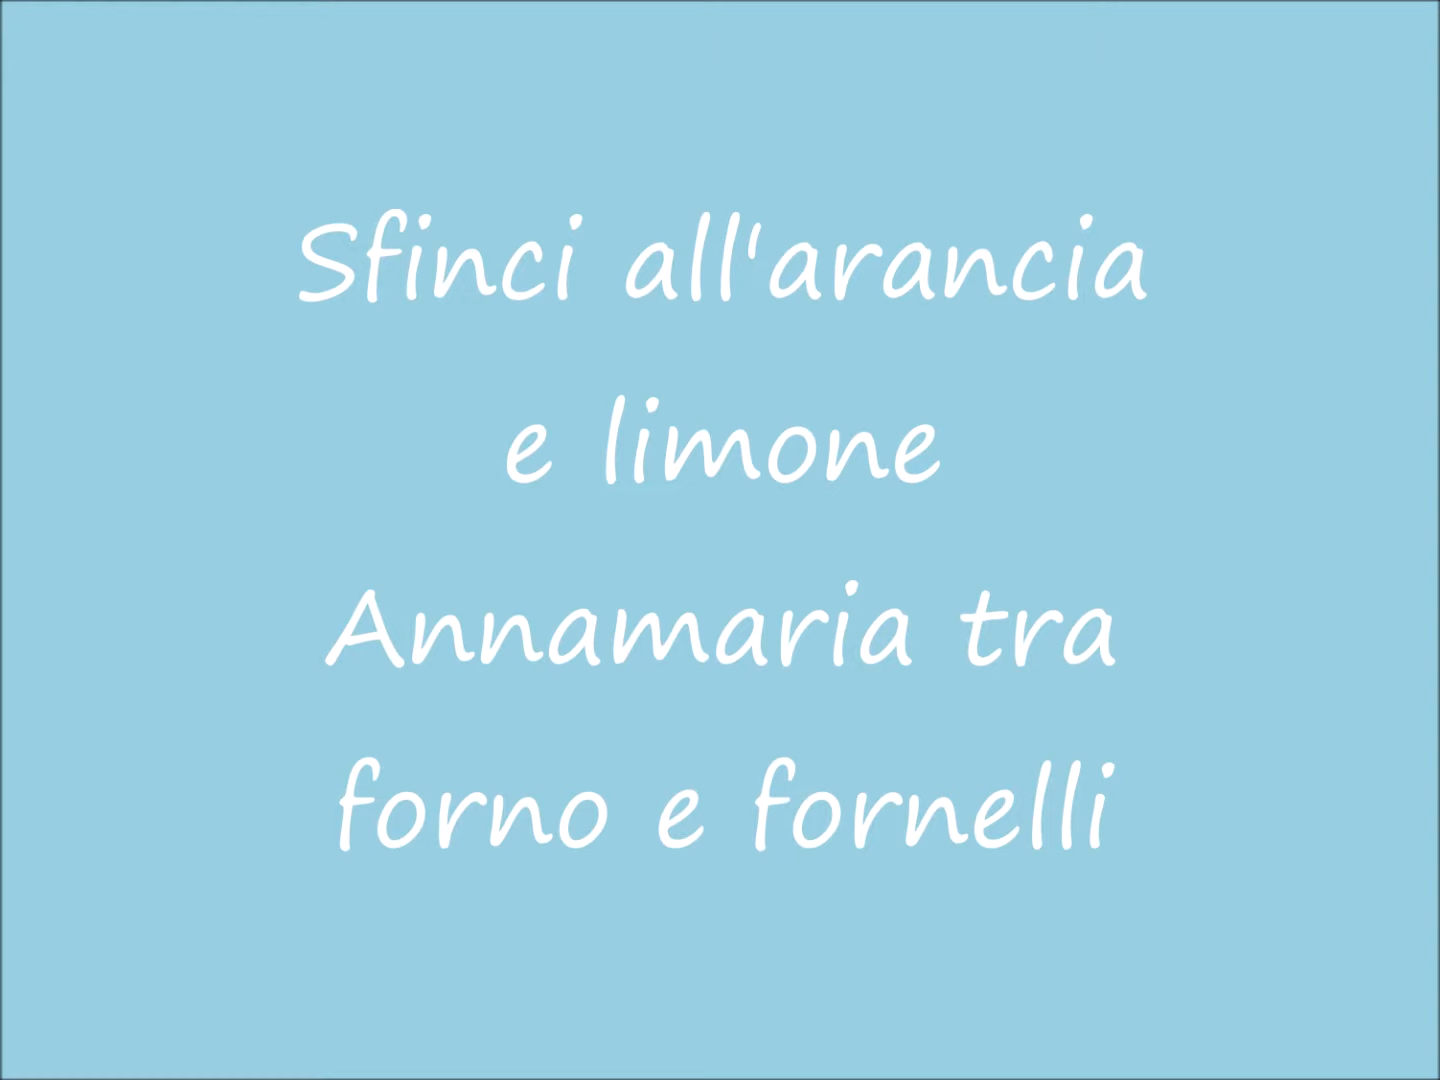 Sfinci all'arancia
e limone
Annamaria tra
forno e fornelli